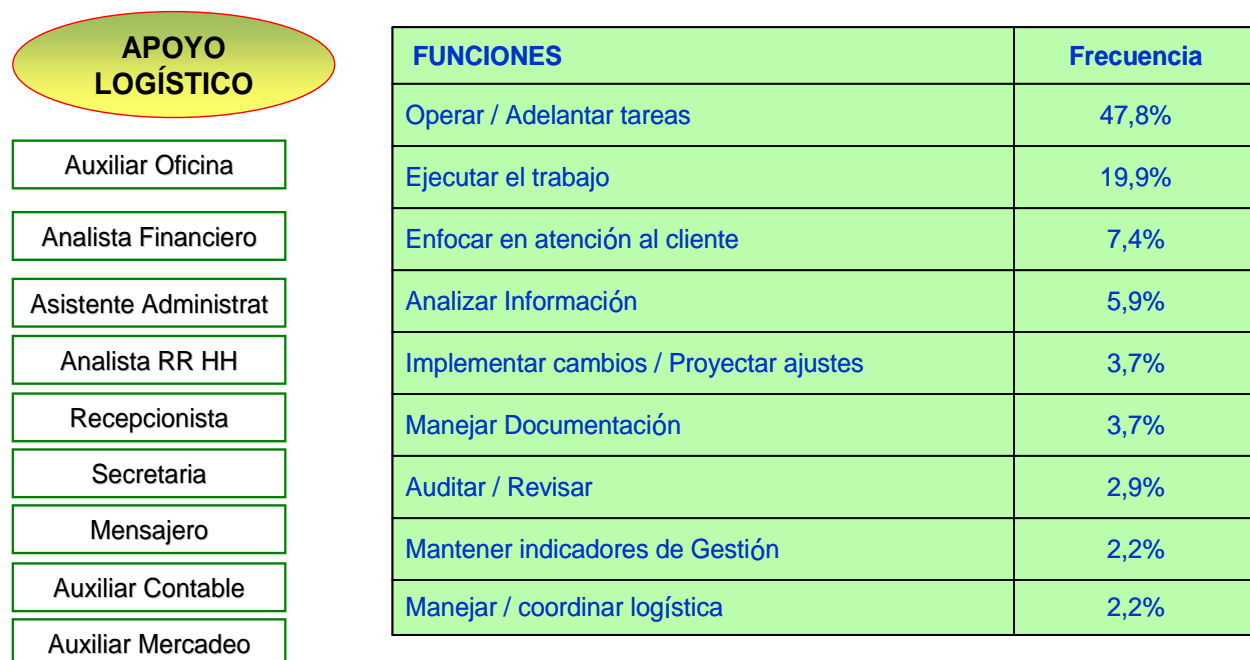 APOYO
LOGÍSTICO
Auxiliar Oficina
Analista Financiero
Asistente Administrat
Analista RR HH
Recepcionista
Secretaria
Mensajero
Auxiliar Contable
Auxiliar Mercadeo
FUNCIONES Frecuencia
Operar / Adelantar tareas 47,8%
Ejecutar el trabajo 19,9%
Enfocar en atención al cliente 7,4%
Analizar Información 5,9%
Implementar cambios / Proyectar ajustes 3,7%
Manejar Documentación 3,7%
Auditar / Revisar 2,9%
Mantener indicadores de Gestión 2,2%
Manejar / coordinar logística 2,2%